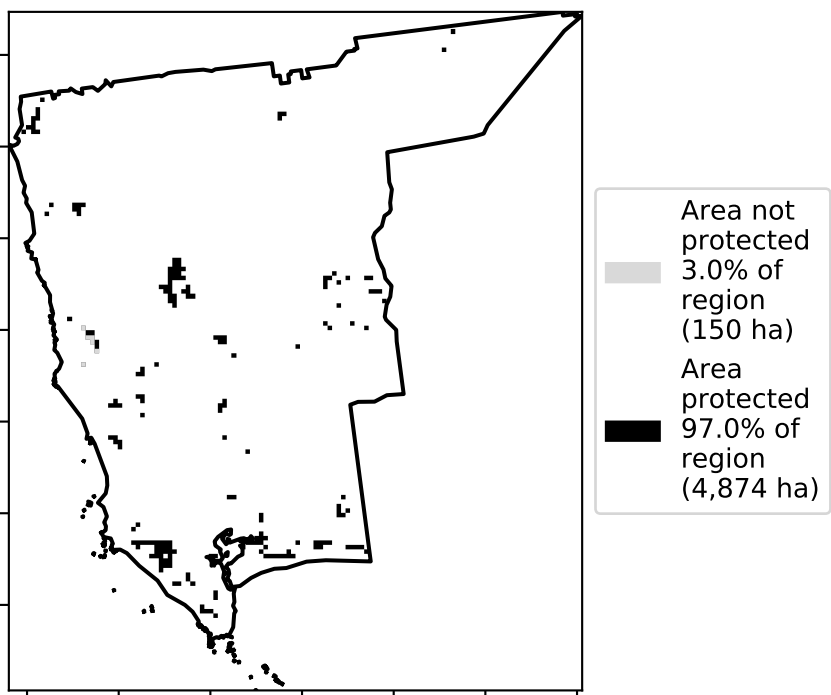 Area not
protected
3.0% of
region
(150 ha)
Area
protected
97.0% of
region
(4,874 ha)